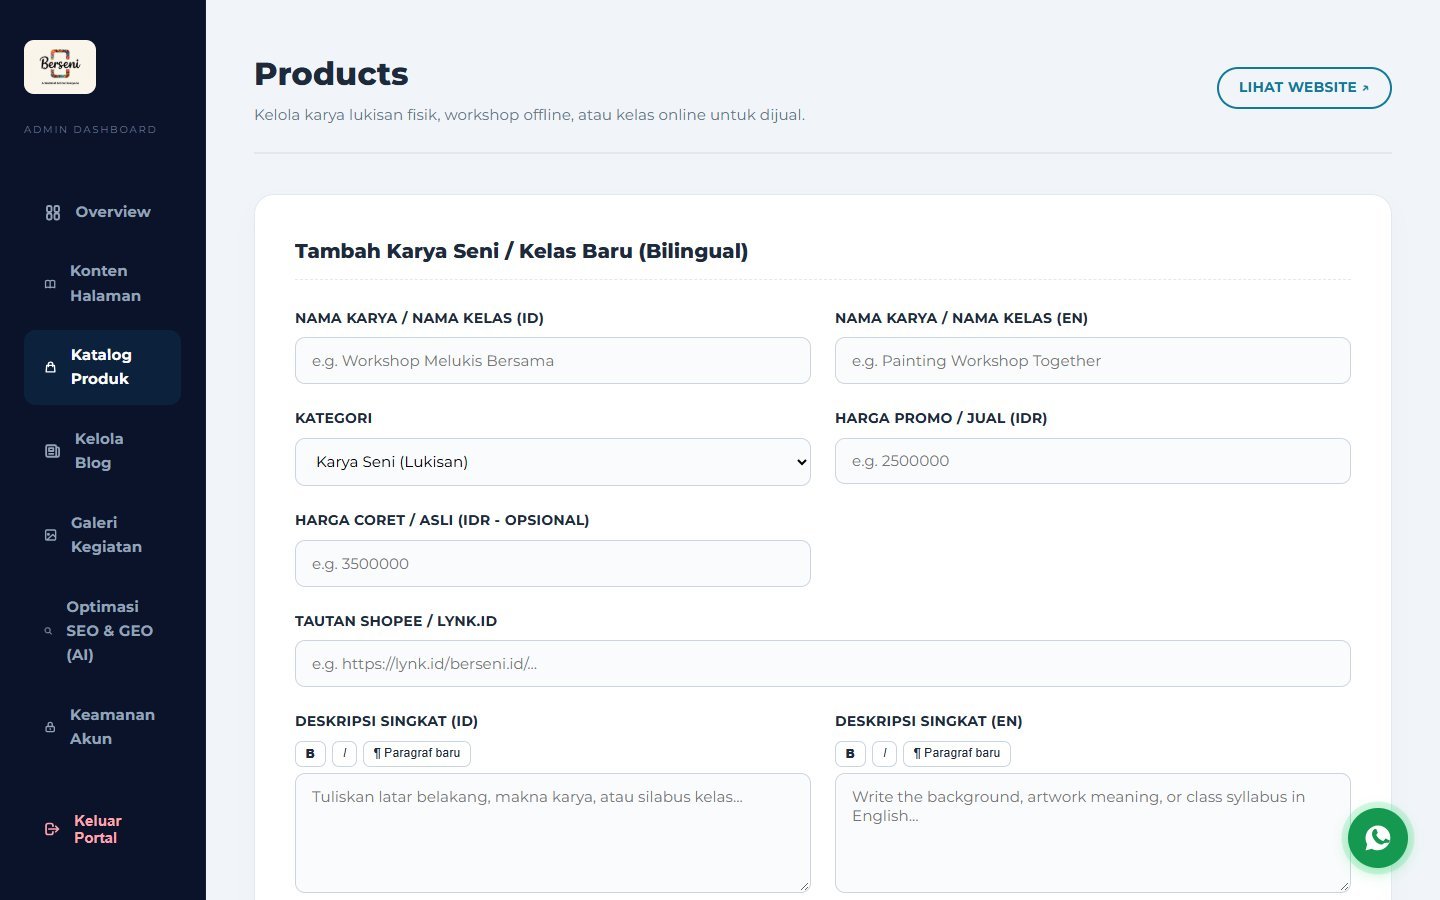 Berseni
ADMIN DASHBOARD
Overview
Konten
Halaman
Katalog
Produk
Kelola
Blog
Galeri
Kegiatan
Optimasi
SEO & GEO
(AI)
Keamanan
Akun
Keluar
Portal
Products
Kelola karya lukisan fisik, workshop offline, atau kelas online untuk dijual.
LIHAT WEBSITE ↗
Tambah Karya Seni / Kelas Baru (Bilingual)
NAMA KARYA / NAMA KELAS (ID)
e.g. Workshop Melukis Bersama
NAMA KARYA / NAMA KELAS (EN)
e.g. Painting Workshop Together
KATEGORI
Karya Seni (Lukisan)
HARGA PROMO / JUAL (IDR)
e.g. 2500000
HARGA CORET / ASLI (IDR - OPSIONAL)
e.g. 3500000
TAUTAN SHOPEE / LYNK.ID
e.g. https://lynk.id/berseni.id/...
DESKRIPSI SINGKAT (ID)
B I ¶ Paragraf baru
Tuliskan latar belakang, makna karya, atau silabus kelas...
DESKRIPSI SINGKAT (EN)
B I ¶ Paragraf baru
Write the background, artwork meaning, or class syllabus in
English...